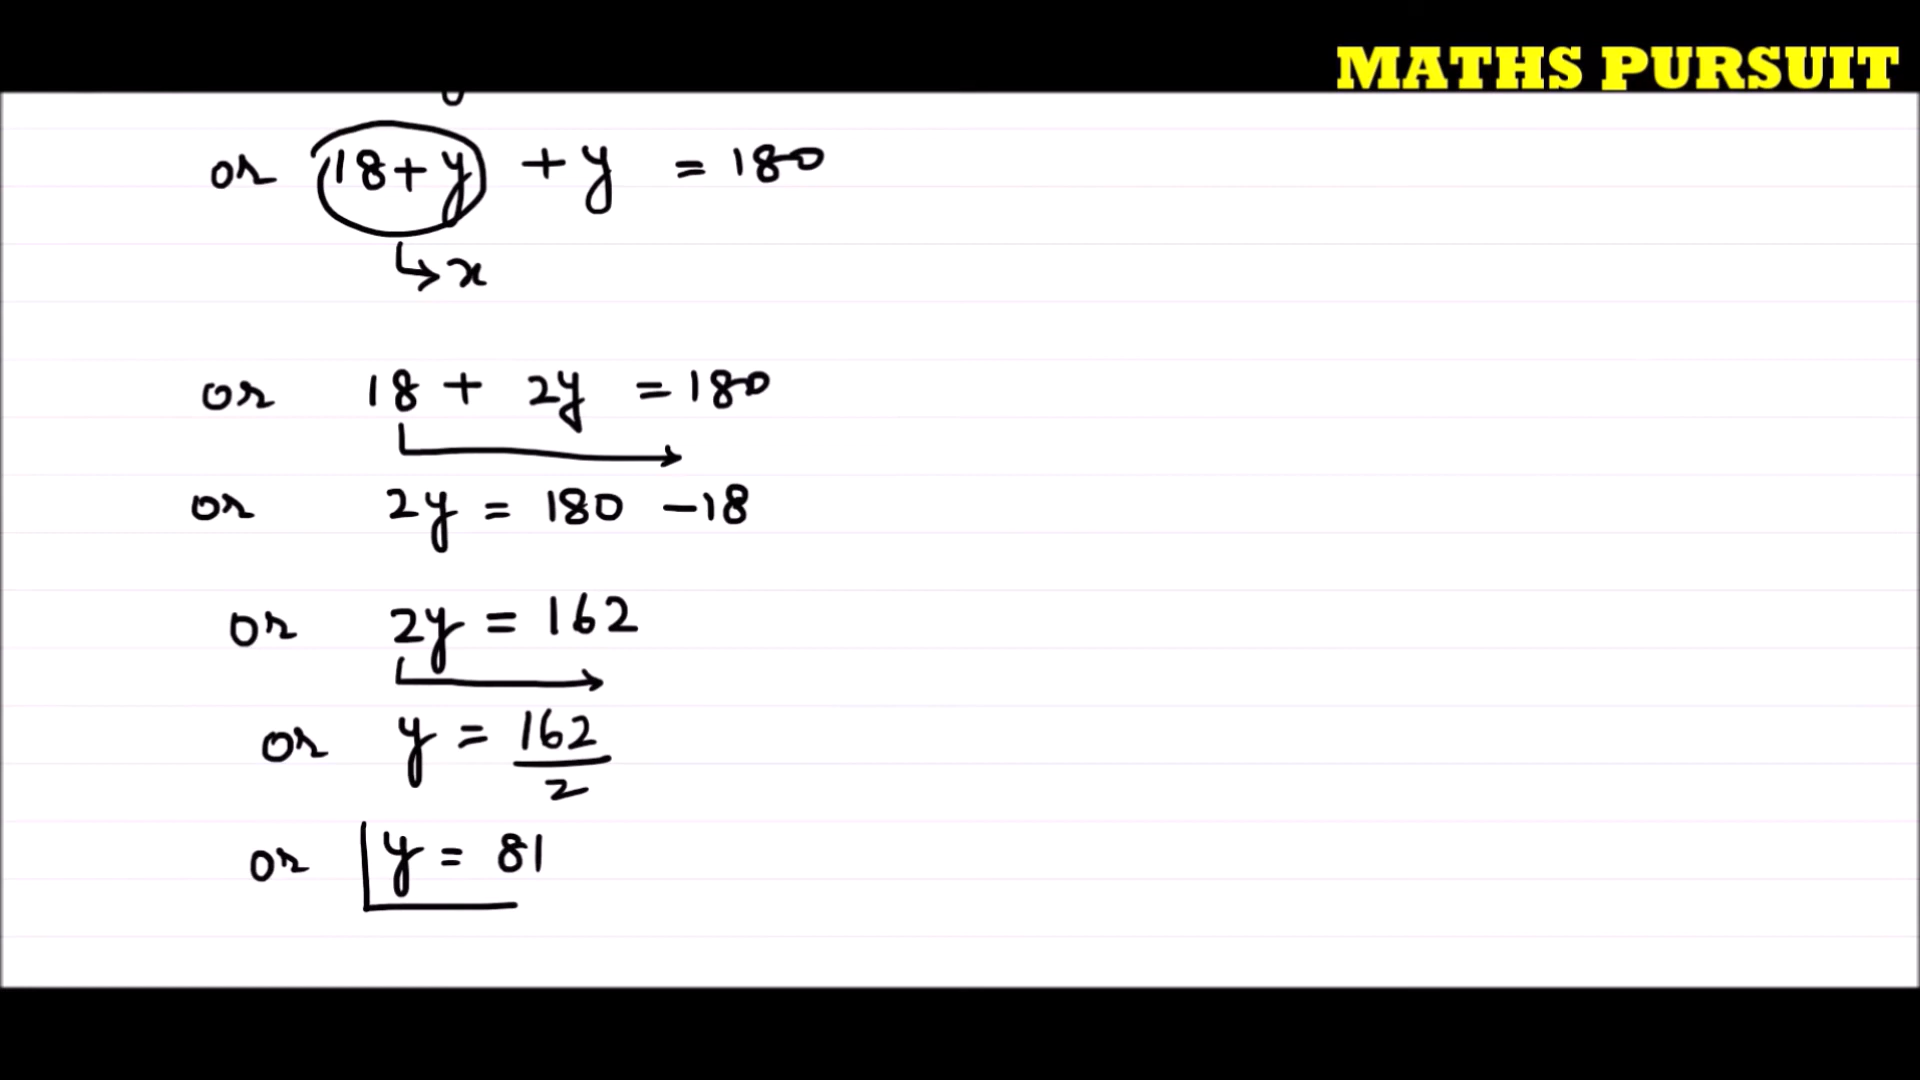 MATHS PURSUIT
or 18+y +y = 180
↳x
or 18 + 2y = 180
or 2y = 180 -18
or 2y = 162
or y = 162/2
or y = 81